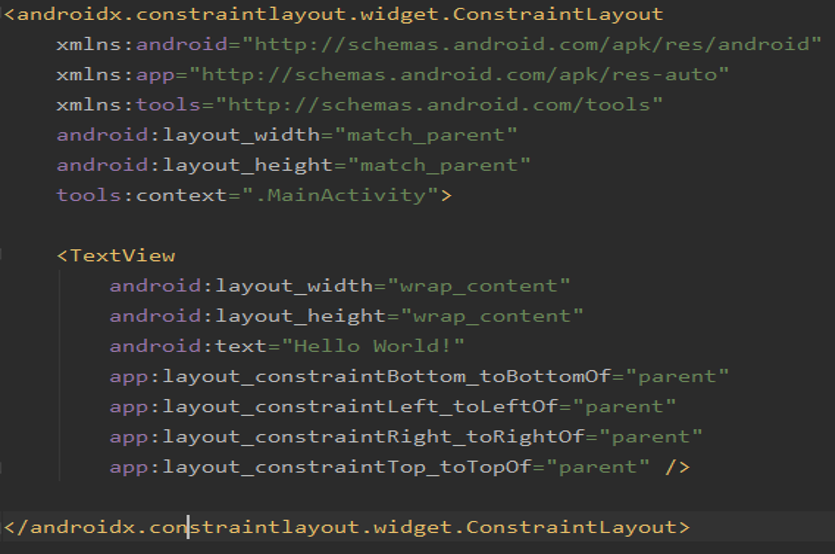 <androidx.constraintlayout.widget.ConstraintLayout
xmlns:android="http://schemas.android.com/apk/res/android"
xmlns:app="http://schemas.android.com/apk/res-auto"
xmlns:tools="http://schemas.android.com/tools"
android:layout_width="match_parent"
android:layout_height="match_parent"
tools:context=".MainActivity">
<TextView
android:layout_width="wrap_content"
android:layout_height="wrap_content"
android:text="Hello World!"
app:layout_constraintBottom_toBottomOf="parent"
app:layout_constraintLeft_toLeftOf="parent"
app:layout_constraintRight_toRightOf="parent"
app:layout_constraintTop_toTopOf="parent" />
</androidx.constraintlayout.widget.ConstraintLayout>